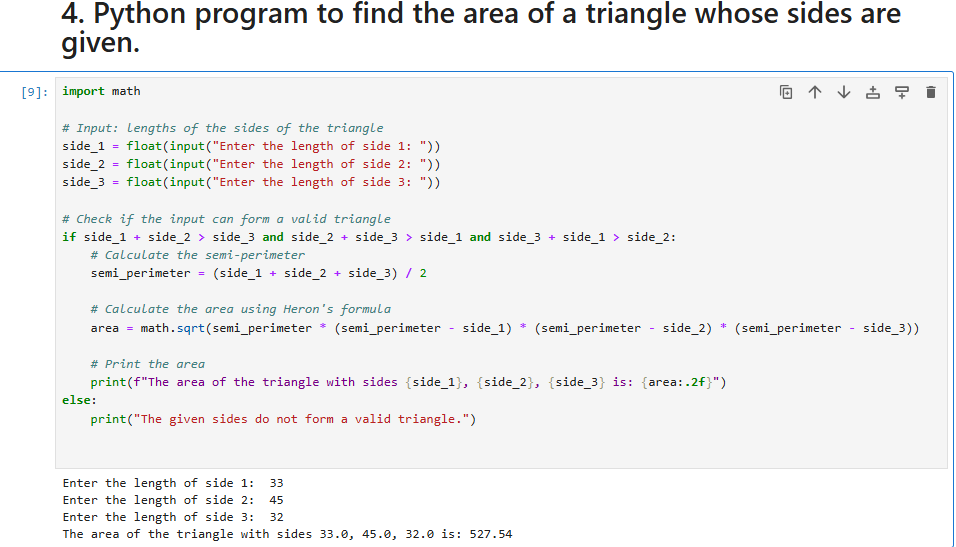 4. Python program to find the area of a triangle whose sides are
given.
[9]: import math
# Input: lengths of the sides of the triangle
side_1 = float(input("Enter the length of side 1: "))
side_2 = float(input("Enter the length of side 2: "))
side_3 = float(input("Enter the length of side 3: "))
# Check if the input can form a valid triangle
if side_1 + side_2 > side_3 and side_2 + side_3 > side_1 and side_3 + side_1 > side_2:
    # Calculate the semi-perimeter
    semi_perimeter = (side_1 + side_2 + side_3) / 2
    # Calculate the area using Heron's formula
    area = math.sqrt(semi_perimeter * (semi_perimeter - side_1) * (semi_perimeter - side_2) * (semi_perimeter - side_3))
    # Print the area
    print(f"The area of the triangle with sides {side_1}, {side_2}, {side_3} is: {area:.2f}")
else:
    print("The given sides do not form a valid triangle.")
Enter the length of side 1:  33
Enter the length of side 2:  45
Enter the length of side 3:  32
The area of the triangle with sides 33.0, 45.0, 32.0 is: 527.54